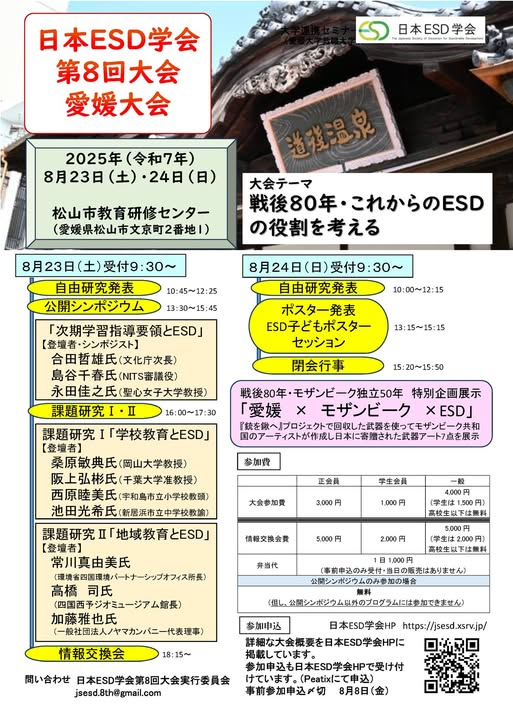 日本ESD学会
第8回大会
愛媛大会
大学連携セミナー
日本ESD学会
道後温泉
2025年(令和7年)
8月23日(土)・24日(日)
松山市教育研修センター
(愛媛県松山市文京町2番地1)
大会テーマ
戦後80年・これからのESD
の役割を考える
8月23日(土)受付9:30~
自由研究発表 10:45~12:25
公開シンポジウム 13:30~15:45
「次期学習指導要領とESD」
【登壇者・シンポジスト】
合田哲雄氏(文化庁次長)
島谷千春氏(NITS審議役)
永田佳之氏(聖心女子大学教授)
課題研究Ⅰ・Ⅱ 16:00~17:30
課題研究Ⅰ「学校教育とESD」
【登壇者】
桑原敏典氏(岡山大学教授)
阪上弘彬氏(千葉大学准教授)
西原睦美氏(宇和島市立小学校教頭)
池田光希氏(新居浜市立中学校教諭)
課題研究Ⅱ「地域教育とESD」
【登壇者】
常川真由美氏
(環境省四国環境パートナーシップオフィス所長)
高橋 司氏
(四国西予ジオミュージアム館長)
加藤雅也氏
(一般社団法人ノヤマカンパニー代表理事)
情報交換会 18:15~
問い合わせ 日本ESD学会第8回大会実行委員会
jsesd.8th@gmail.com
8月24日(日)受付9:30~
自由研究発表 10:00~12:15
ポスター発表
ESD子どもポスター
セッション
13:15~15:15
閉会行事 15:20~15:50
戦後80年・モザンビーク独立50年 特別企画展示
「愛媛 × モザンビーク ×ESD」
『銃を鍬へ』プロジェクトで回収した武器を使ってモザンビーク共和
国のアーティストが作成し日本に寄贈された武器アート7点を展示
参加費
正会員 学生会員 一般
大会参加費 3,000円 1,000円 4,000円
(学生は1,500円)
高校生以下は無料
情報交換会費 5,000円 2,000円 5,000円
(学生は2,000円)
高校生以下は無料
弁当代 1日1,000円
(事前申込のみ受付・当日の販売はありません)
公開シンポジウムのみ参加の場合
無料
(但し、公開シンポジウム以外のプログラムには参加できません)
参加申込 日本ESD学会HP https://jsesd.xsrv.jp/
詳細な大会概要を日本ESD学会HPに
掲載しています。
参加申込も日本ESD学会HPで受け付
けています。(Peatixにて申込)
事前参加申込〆切 8月8日(金)